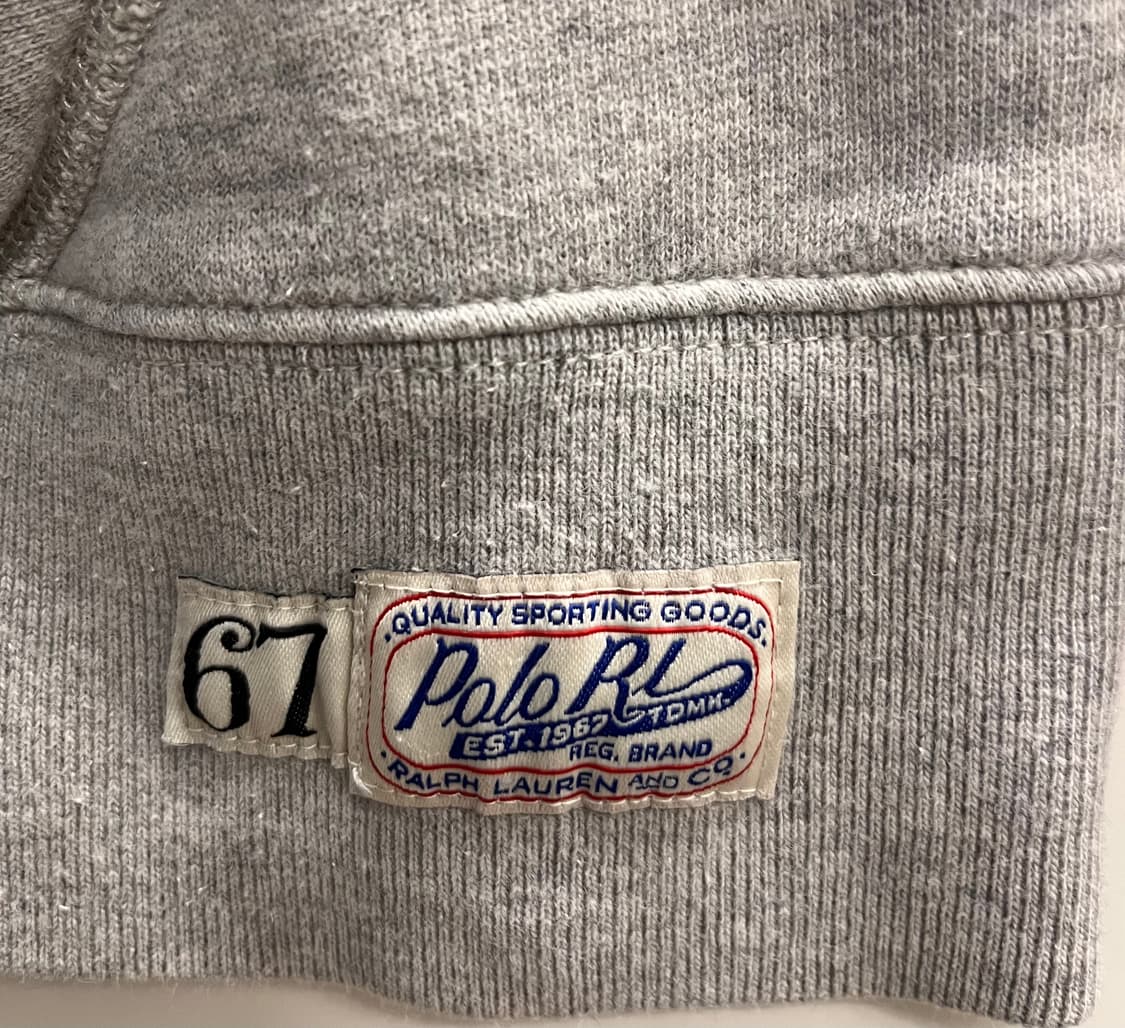 67
·QUALITY SPORTING GOODS.
Polo RL
EST. 1967 TDMK.
REG. BRAND
·RALPH LAUREN AND CO·